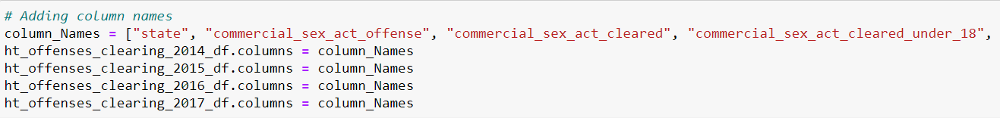 # Adding column names
column_Names = ["state", "commercial_sex_act_offense", "commercial_sex_act_cleared", "commercial_sex_act_cleared_under_18",
ht_offenses_clearing_2014_df.columns = column_Names
ht_offenses_clearing_2015_df.columns = column_Names
ht_offenses_clearing_2016_df.columns = column_Names
ht_offenses_clearing_2017_df.columns = column_Names